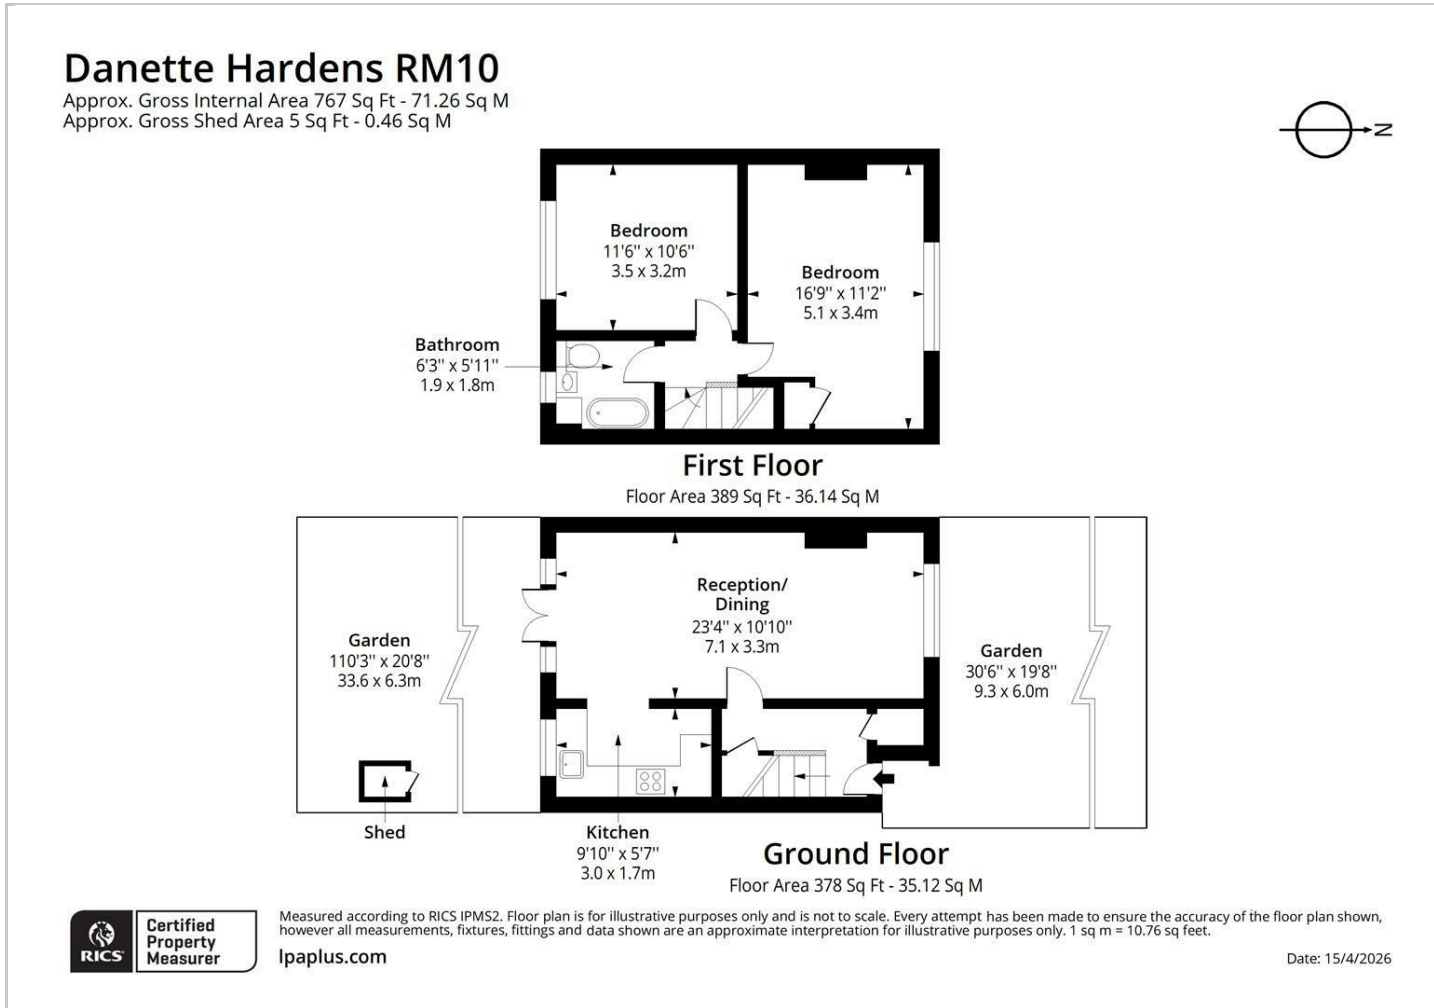 Danette Hardens RM10
Approx. Gross Internal Area 767 Sq Ft - 71.26 Sq M
Approx. Gross Shed Area 5 Sq Ft - 0.46 Sq M
N
Bedroom
11'6" x 10'6"
3.5 x 3.2m
Bedroom
16'9" x 11'2"
5.1 x 3.4m
Bathroom
6'3" x 5'11"
1.9 x 1.8m
First Floor
Floor Area 389 Sq Ft - 36.14 Sq M
Reception/
Dining
23'4" x 10'10"
7.1 x 3.3m
Garden
110'3" x 20'8"
33.6 x 6.3m
Garden
30'6" x 19'8"
9.3 x 6.0m
Shed
Kitchen
9'10" x 5'7"
3.0 x 1.7m
Ground Floor
Floor Area 378 Sq Ft - 35.12 Sq M
RICS
Certified
Property
Measurer
Measured according to RICS IPMS2. Floor plan is for illustrative purposes only and is not to scale. Every attempt has been made to ensure the accuracy of the floor plan shown,
however all measurements, fixtures, fittings and data shown are an approximate interpretation for illustrative purposes only. 1 sq m = 10.76 sq feet.
lpaplus.com
Date: 15/4/2026